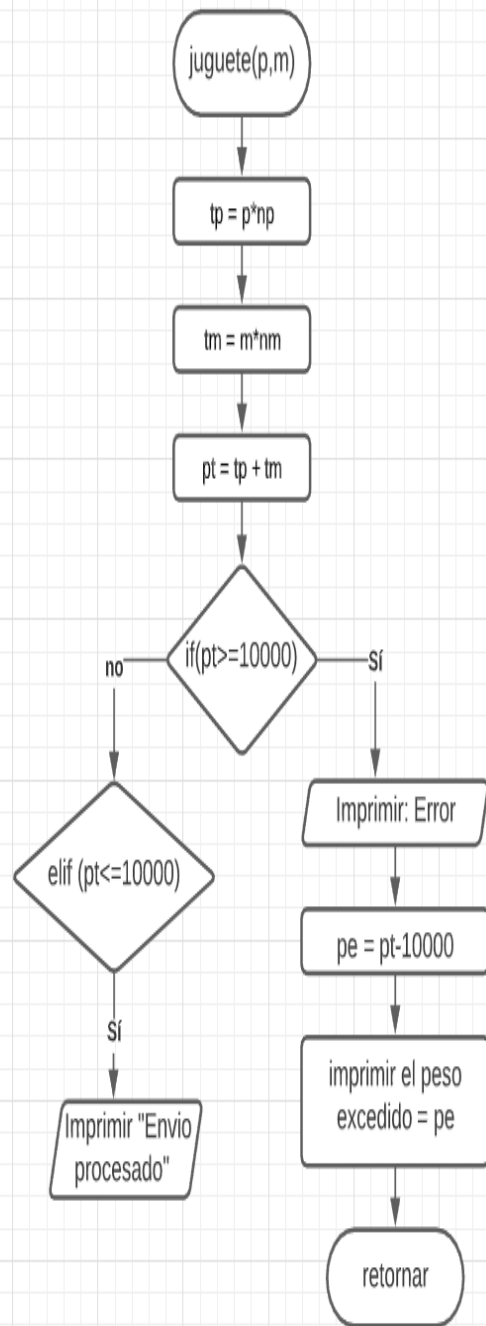 juguete(p,m)
tp = p*np
tm = m*nm
pt = tp + tm
if(pt>=10000)
no
Sí
elif (pt<=10000)
Sí
Imprimir "Envio
procesado"
Imprimir: Error
pe = pt-10000
imprimir el peso
excedido = pe
retornar